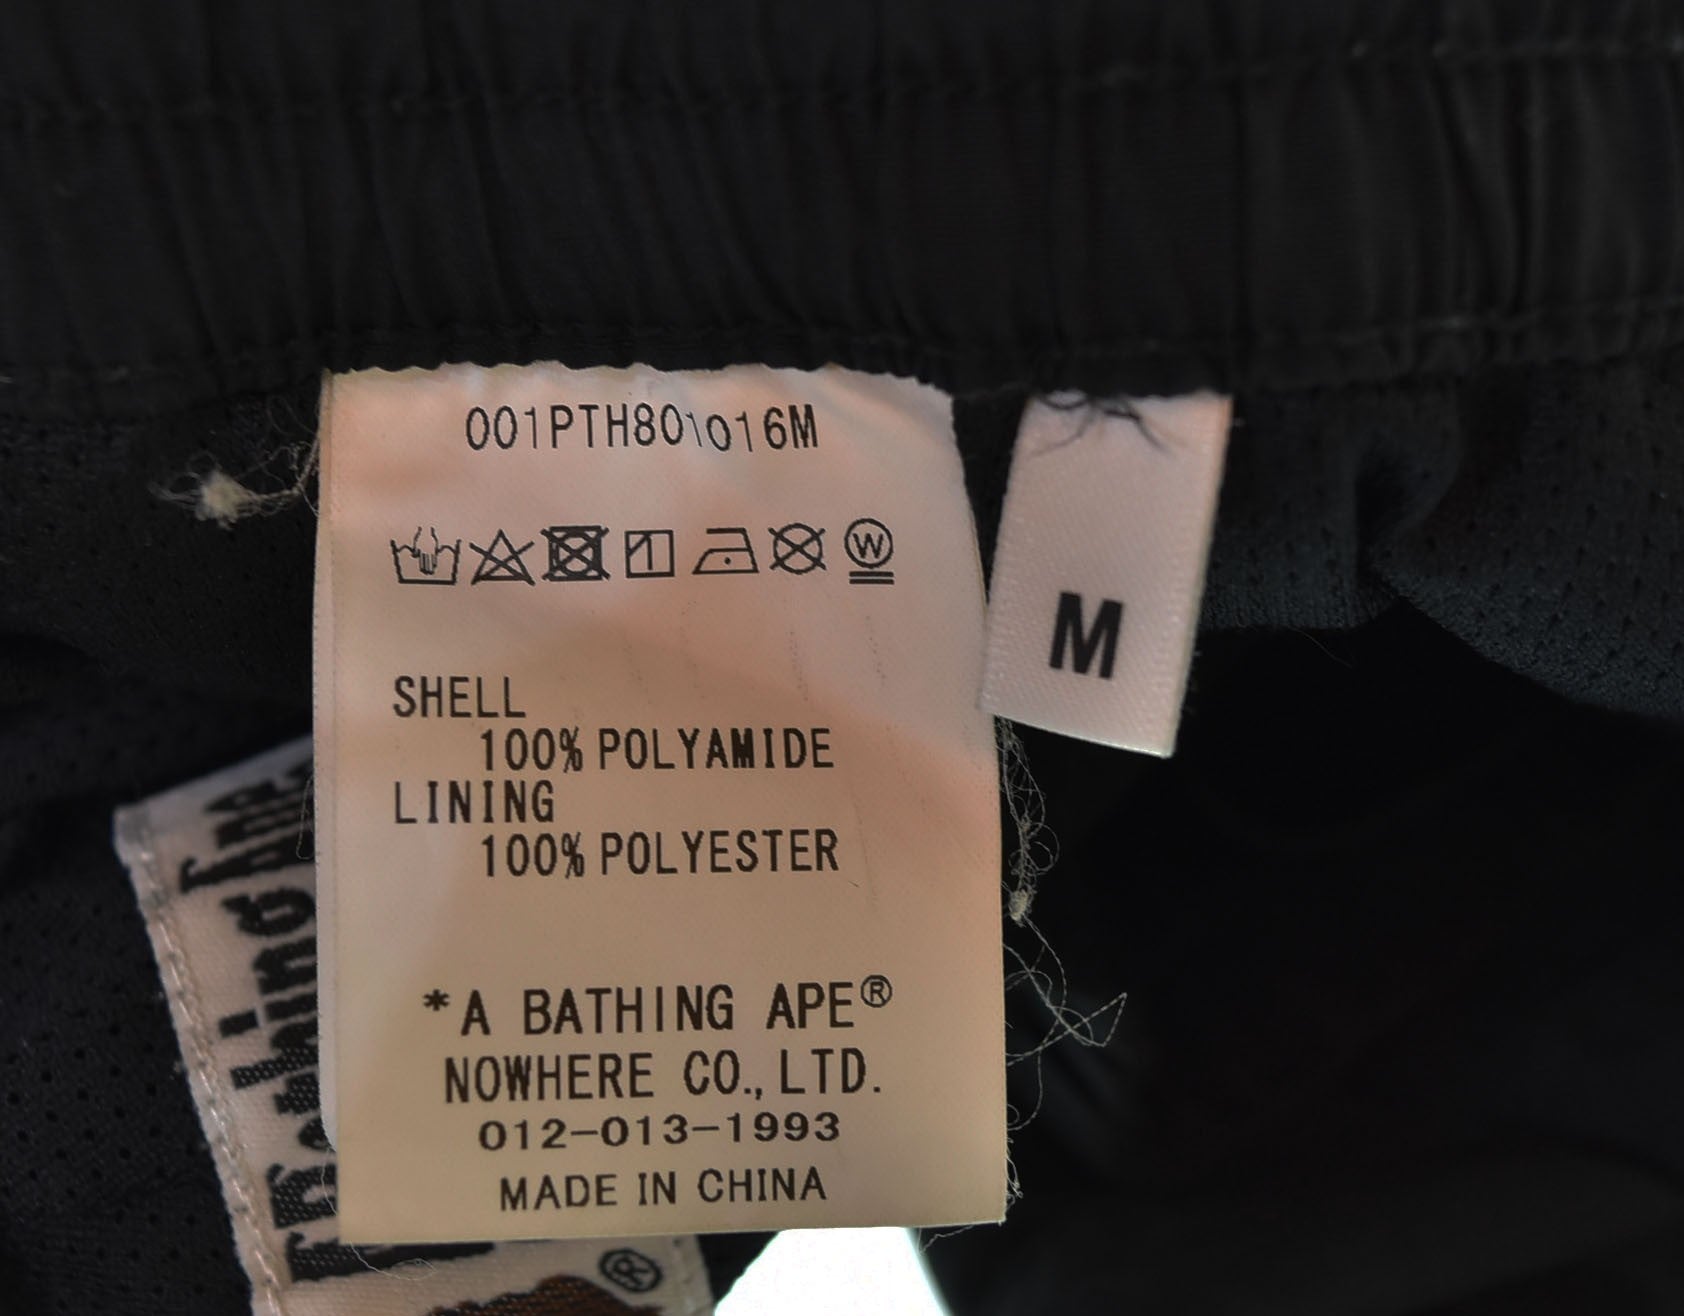 001PTH801016M
W
SHELL
100% POLYAMIDE
LINING
100% POLYESTER
*A BATHING APE®
NOWHERE CO., LTD.
012-013-1993
MADE IN CHINA
M
®